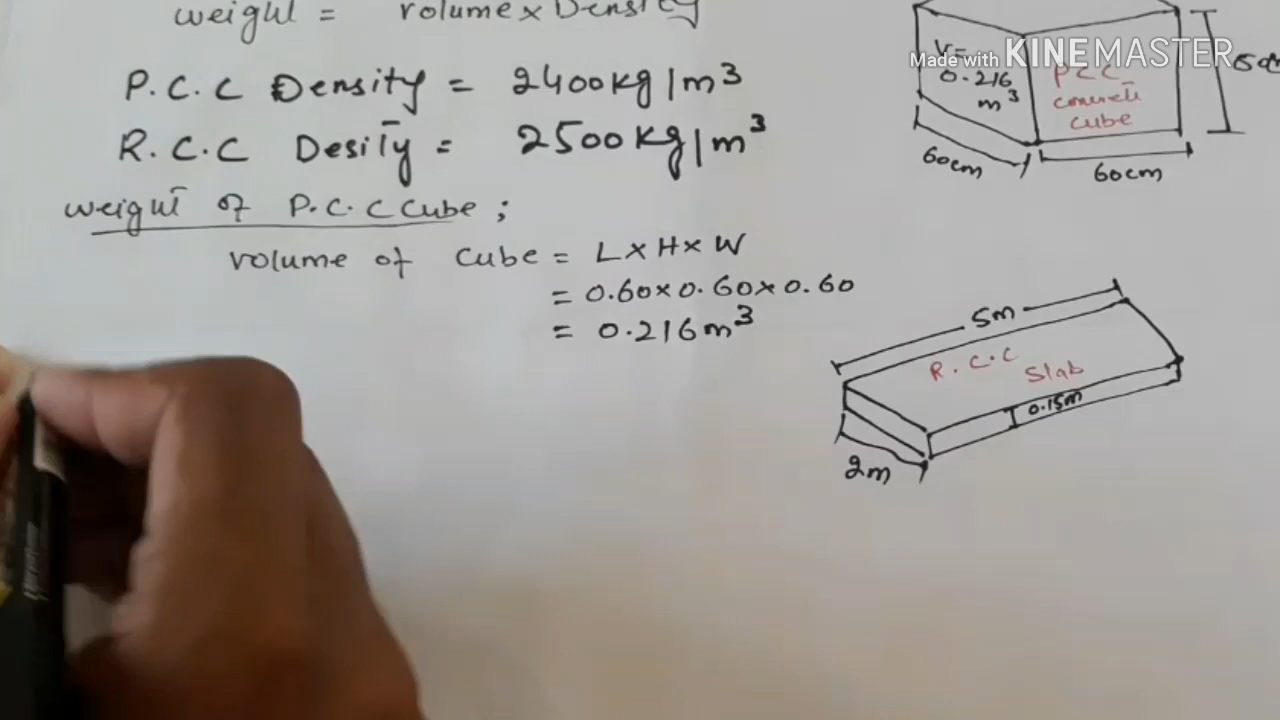 weight = volume x Density
P.C.C Density = 2400kg/m³
R.C.C Desity = 2500kg/m³
weight of P.C.C Cube ;
volume of cube = L x H x W
= 0.60x0.60x0.60
= 0.216m³
Made with KINEMASTER
V=
0.216
m³
PCC
concrete
cube
60cm
60cm
5m
R.C.C
Slab
0.15m
2m